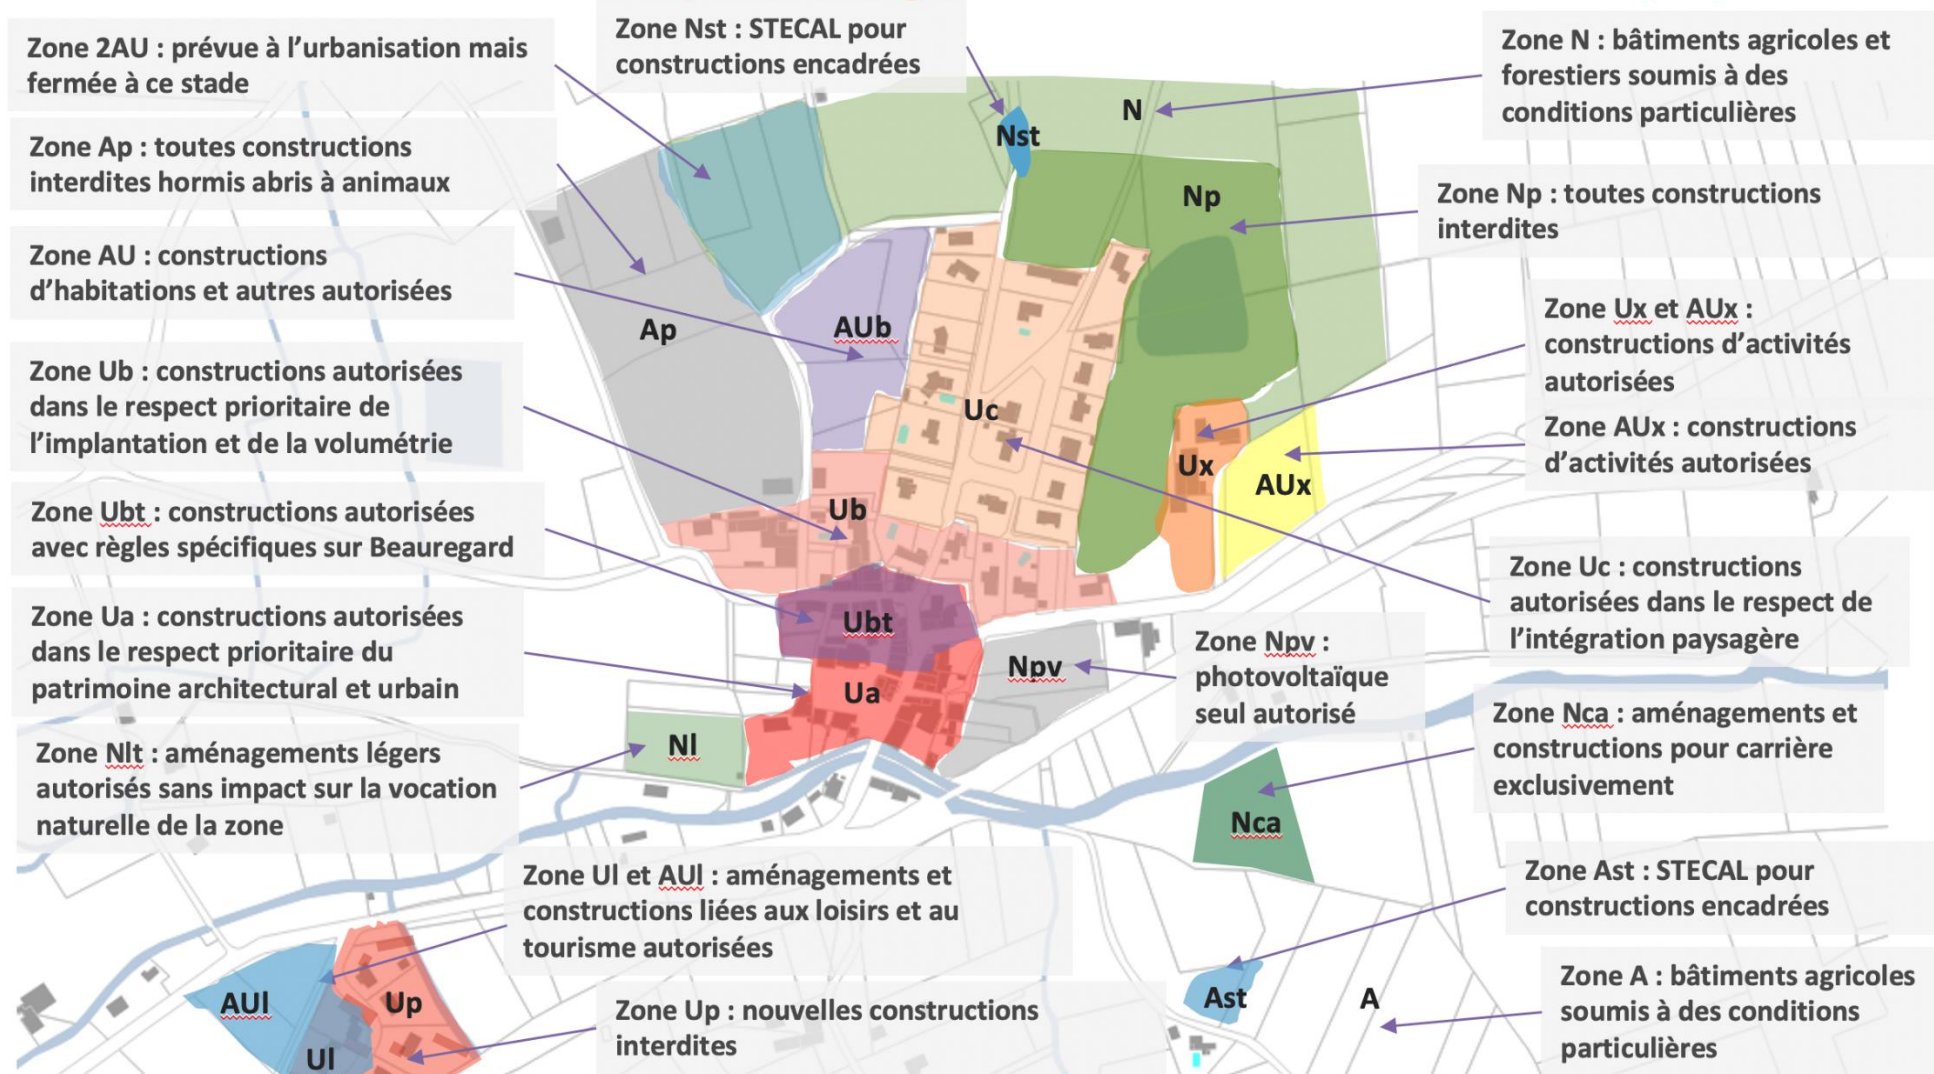 Zone 2AU : prévue à l'urbanisation mais
fermée à ce stade
Zone Nst : STECAL pour
constructions encadrées
Zone N : bâtiments agricoles et
forestiers soumis à des
conditions particulières
Zone Ap : toutes constructions
interdites hormis abris à animaux
Zone Np : toutes constructions
interdites
Zone AU : constructions
d'habitations et autres autorisées
Zone Ux et AUx :
constructions d'activités
autorisées
Zone Ub : constructions autorisées
dans le respect prioritaire de
l'implantation et de la volumétrie
Zone AUx : constructions
d'activités autorisées
Zone Ubt : constructions autorisées
avec règles spécifiques sur Beauregard
Zone Uc : constructions
autorisées dans le respect de
l'intégration paysagère
Zone Ua : constructions autorisées
dans le respect prioritaire du
patrimoine architectural et urbain
Zone Npv :
photovoltaïque
seul autorisé
Zone Nca : aménagements et
constructions pour carrière
exclusivement
Zone Nlt : aménagements légers
autorisés sans impact sur la vocation
naturelle de la zone
Zone Ul et AUl : aménagements et
constructions liées aux loisirs et au
tourisme autorisées
Zone Ast : STECAL pour
constructions encadrées
Zone Up : nouvelles constructions
interdites
Zone A : bâtiments agricoles
soumis à des conditions
particulières
N
Nst
Np
Ap
AUb
Uc
Ux
AUx
Ub
Ubt
Npv
Ua
Nl
Nca
AUl
Up
Ast
A
Ul